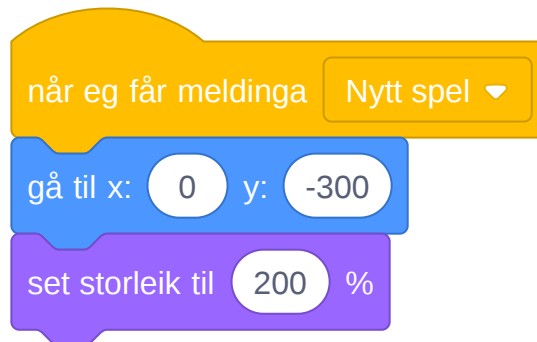 når eg får meldinga Nytt spel
gå til x: 0 y: -300
set storleik til 200 %